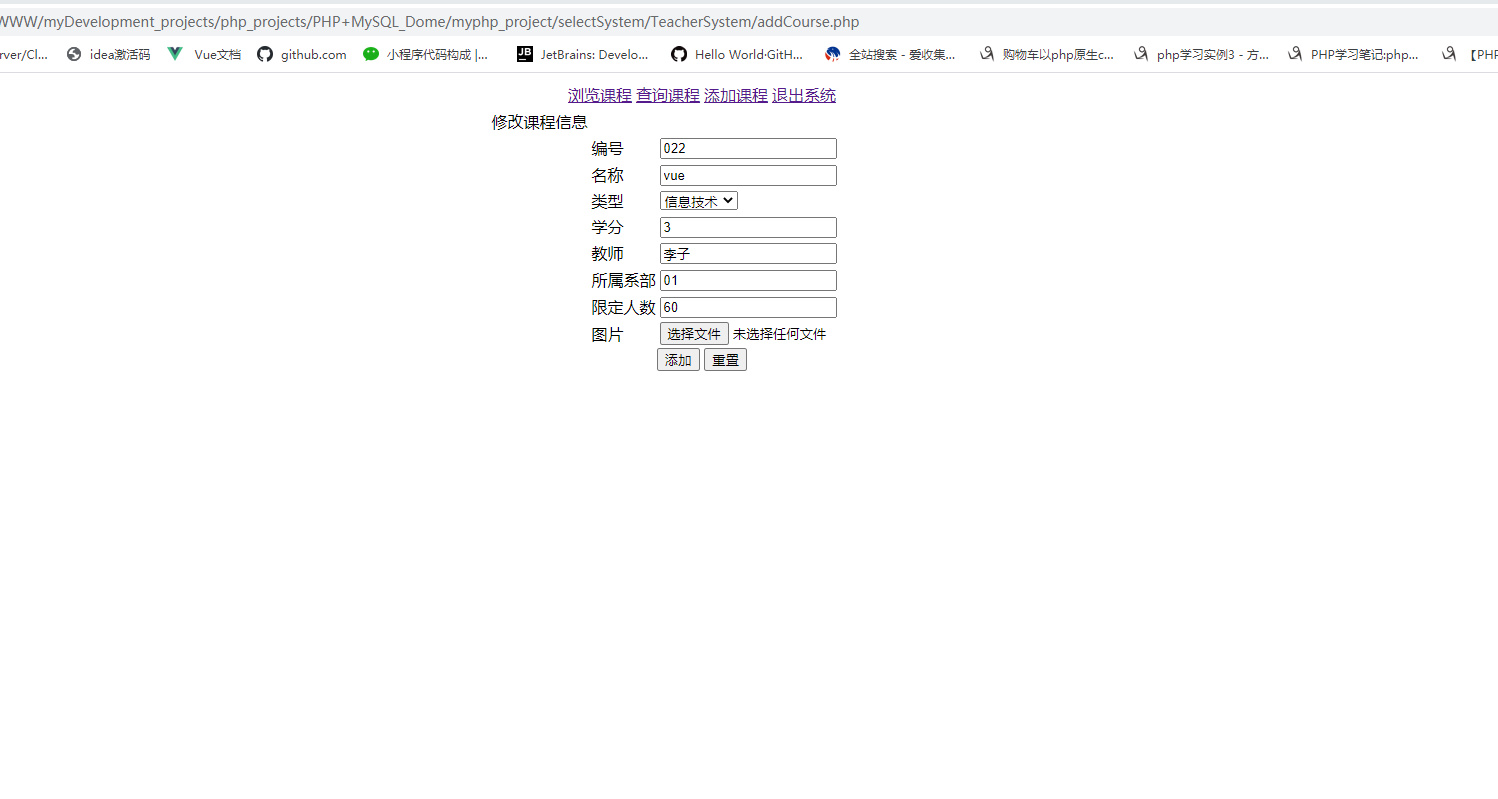 WWW/myDevelopment_projects/php_projects/PHP+MySQL_Dome/myphp_project/selectSystem/TeacherSystem/addCourse.php
rver/Cl... idea激活码 Vue文档 github.com 小程序代码构成 |... JetBrains: Develo... Hello World·GitH... 全站搜索 - 爱收集... 购物车以php原生c... php学习实例3 - 方... PHP学习笔记:php... 【PHP
浏览课程 查询课程 添加课程 退出系统
修改课程信息
编号 022
名称 vue
类型 信息技术
学分 3
教师 李子
所属系部 01
限定人数 60
图片 选择文件 未选择任何文件
添加 重置